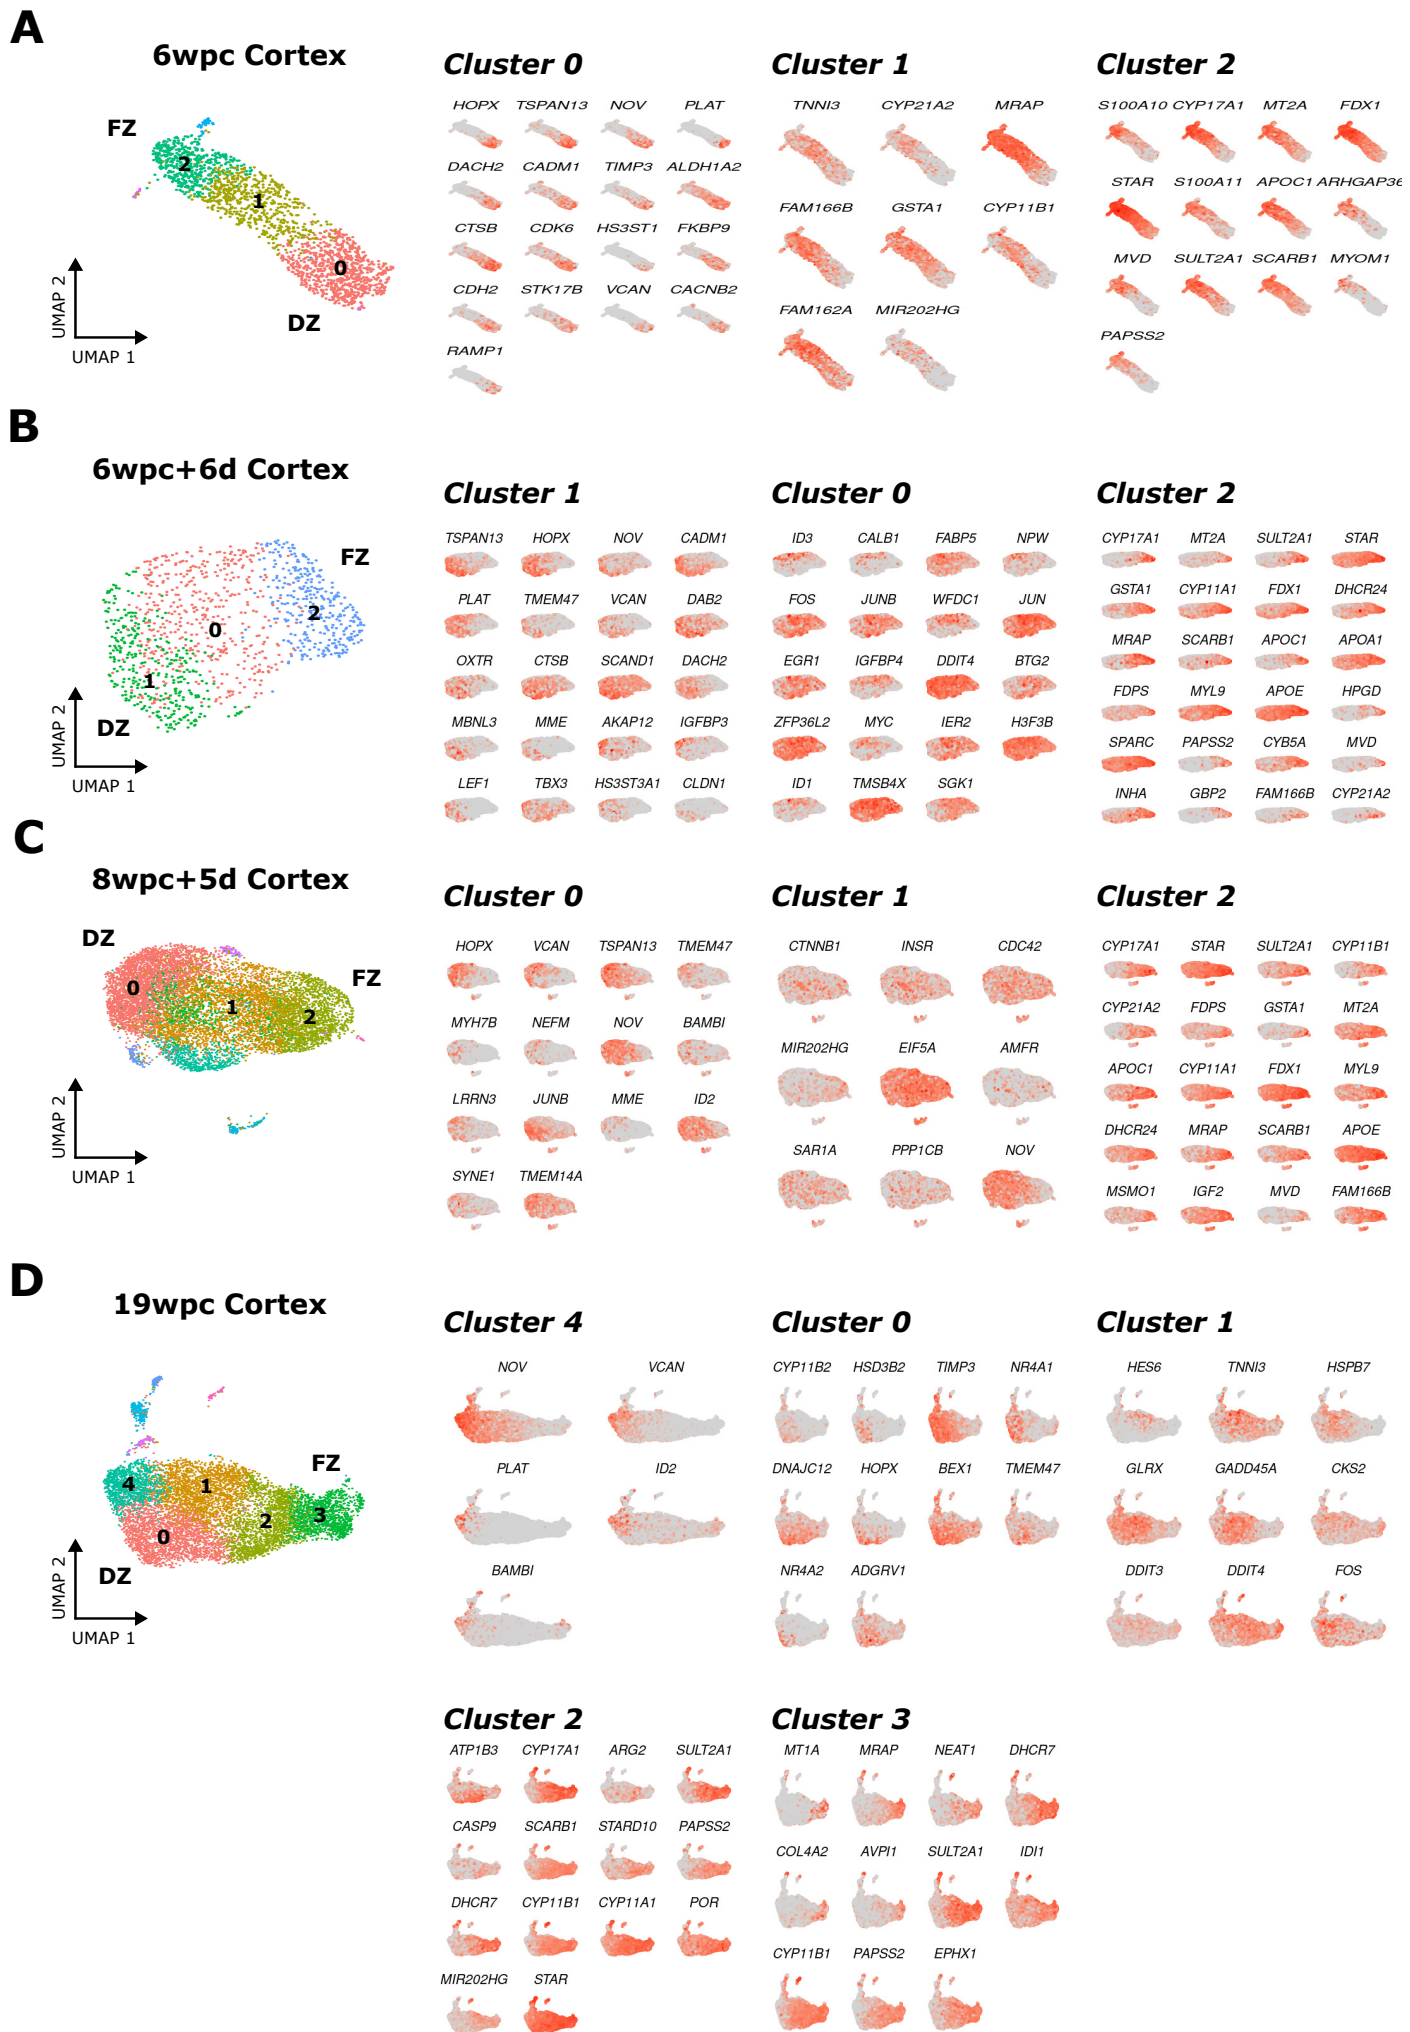 A
6wpc Cortex
FZ
2
1
0
DZ
UMAP 2
UMAP 1
Cluster 0
HOPX TSPAN13 NOV PLAT
DACH2 CADM1 TIMP3 ALDH1A2
CTSB CDK6 HS3ST1 FKBP9
CDH2 STK17B VCAN CACNB2
RAMP1
Cluster 1
TNNI3 CYP21A2 MRAP
FAM166B GSTA1 CYP11B1
FAM162A MIR202HG
Cluster 2
S100A10 CYP17A1 MT2A FDX1
STAR S100A11 APOC1 ARHGAP36
MVD SULT2A1 SCARB1 MYOM1
PAPSS2
B
6wpc+6d Cortex
FZ
2
0
1
DZ
UMAP 2
UMAP 1
Cluster 1
TSPAN13 HOPX NOV CADM1
PLAT TMEM47 VCAN DAB2
OXTR CTSB SCAND1 DACH2
MBNL3 MME AKAP12 IGFBP3
LEF1 TBX3 HS3ST3A1 CLDN1
Cluster 0
ID3 CALB1 FABP5 NPW
FOS JUNB WFDC1 JUN
EGR1 IGFBP4 DDIT4 BTG2
ZFP36L2 MYC IER2 H3F3B
ID1 TMSB4X SGK1
Cluster 2
CYP17A1 MT2A SULT2A1 STAR
GSTA1 CYP11A1 FDX1 DHCR24
MRAP SCARB1 APOC1 APOA1
FDPS MYL9 APOE HPGD
SPARC PAPSS2 CYB5A MVD
INHA GBP2 FAM166B CYP21A2
C
8wpc+5d Cortex
DZ
FZ
0
1
2
UMAP 2
UMAP 1
Cluster 0
HOPX VCAN TSPAN13 TMEM47
MYH7B NEFM NOV BAMBI
LRRN3 JUNB MME ID2
SYNE1 TMEM14A
Cluster 1
CTNNB1 INSR CDC42
MIR202HG EIF5A AMFR
SAR1A PPP1CB NOV
Cluster 2
CYP17A1 STAR SULT2A1 CYP11B1
CYP21A2 FDPS GSTA1 MT2A
APOC1 CYP11A1 FDX1 MYL9
DHCR24 MRAP SCARB1 APOE
MSMO1 IGF2 MVD FAM166B
D
19wpc Cortex
FZ
4
1
3
2
0
DZ
UMAP 2
UMAP 1
Cluster 4
NOV VCAN
PLAT ID2
BAMBI
Cluster 0
CYP11B2 HSD3B2 TIMP3 NR4A1
DNAJC12 HOPX BEX1 TMEM47
NR4A2 ADGRV1
Cluster 1
HES6 TNNI3 HSPB7
GLRX GADD45A CKS2
DDIT3 DDIT4 FOS
Cluster 2
ATP1B3 CYP17A1 ARG2 SULT2A1
CASP9 SCARB1 STARD10 PAPSS2
DHCR7 CYP11B1 CYP11A1 POR
MIR202HG STAR
Cluster 3
MT1A MRAP NEAT1 DHCR7
COL4A2 AVPI1 SULT2A1 IDI1
CYP11B1 PAPSS2 EPHX1